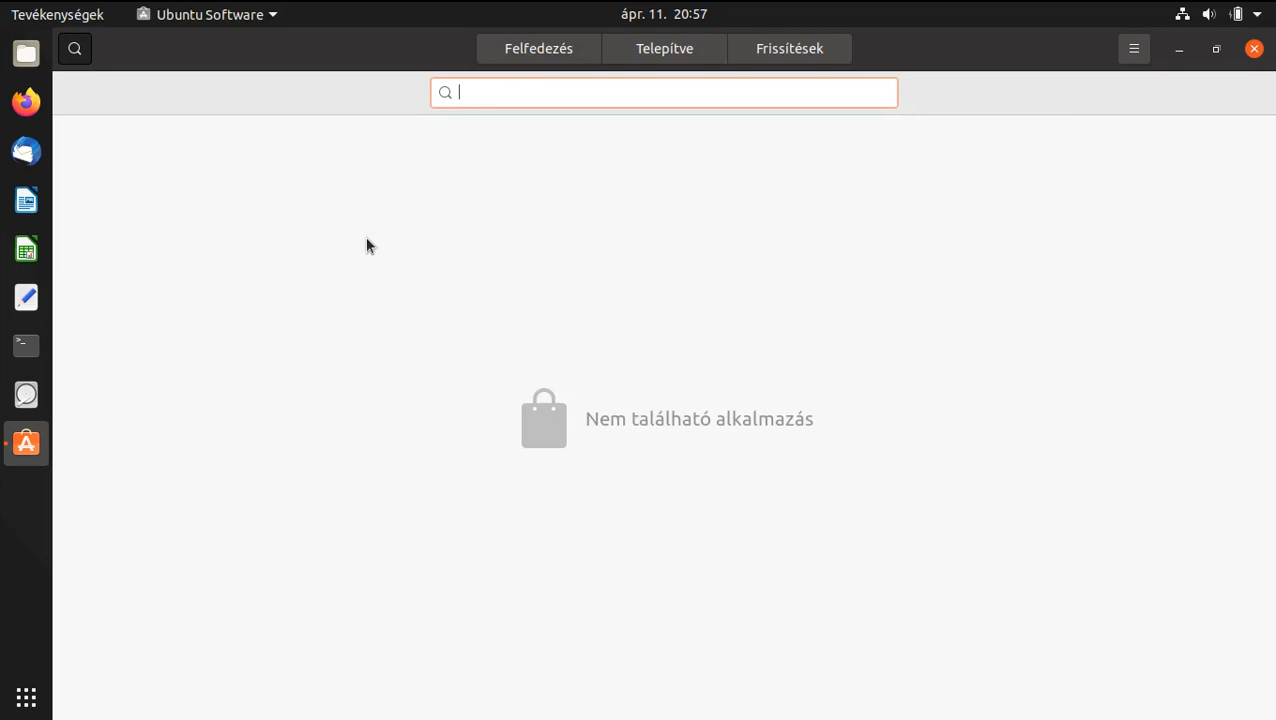 Tevékenységek
Ubuntu Software
ápr. 11. 20:57
Felfedezés
Telepítve
Frissítések
Nem található alkalmazás